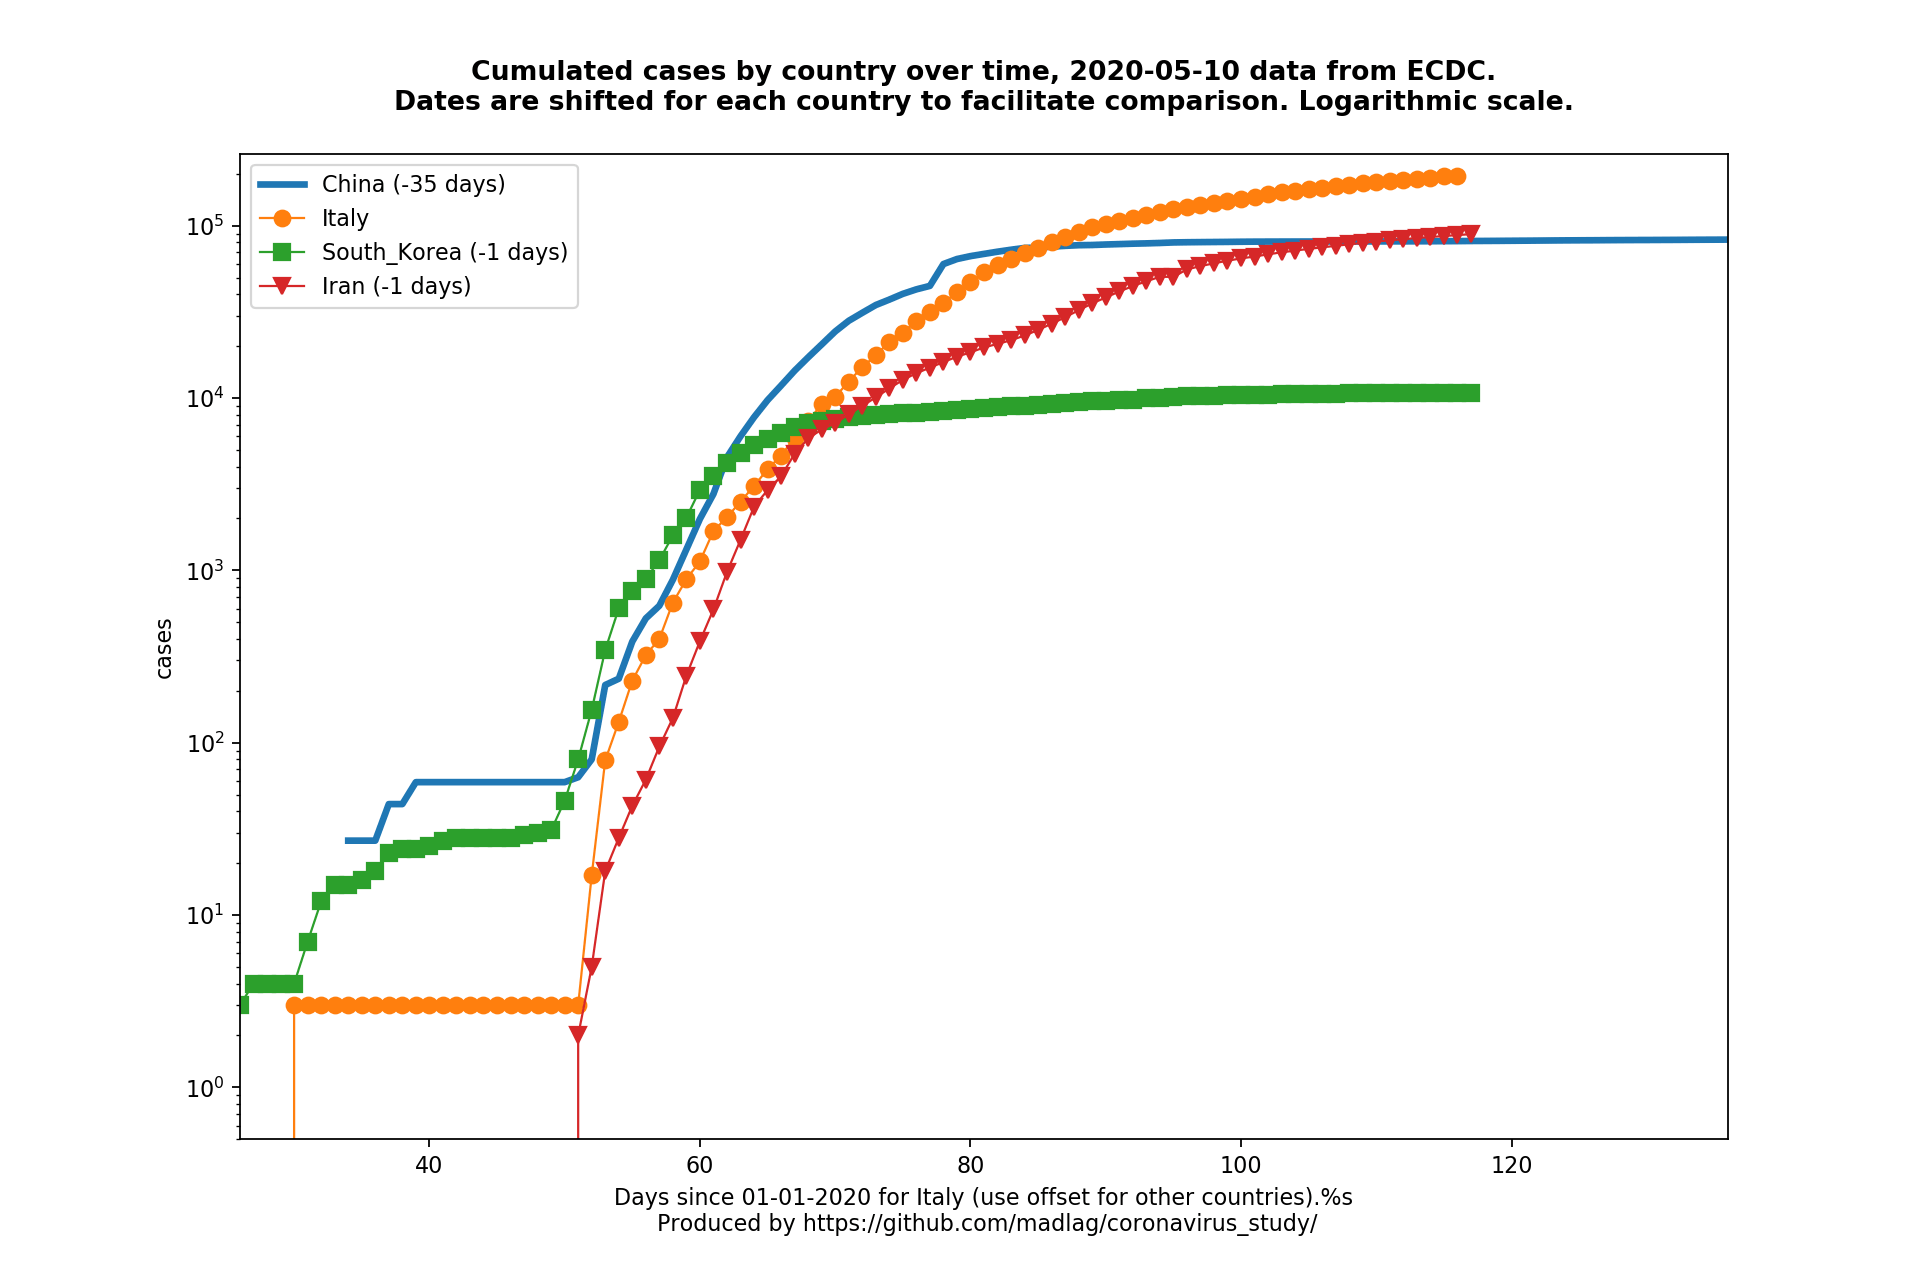 Cumulated cases by country over time, 2020-05-10 data from ECDC.
Dates are shifted for each country to facilitate comparison. Logarithmic scale.
China (-35 days)
Italy
South_Korea (-1 days)
Iran (-1 days)
10^5
10^4
10^3
10^2
10^1
10^0
cases
40 60 80 100 120
Days since 01-01-2020 for Italy (use offset for other countries).%s
Produced by https://github.com/madlag/coronavirus_study/